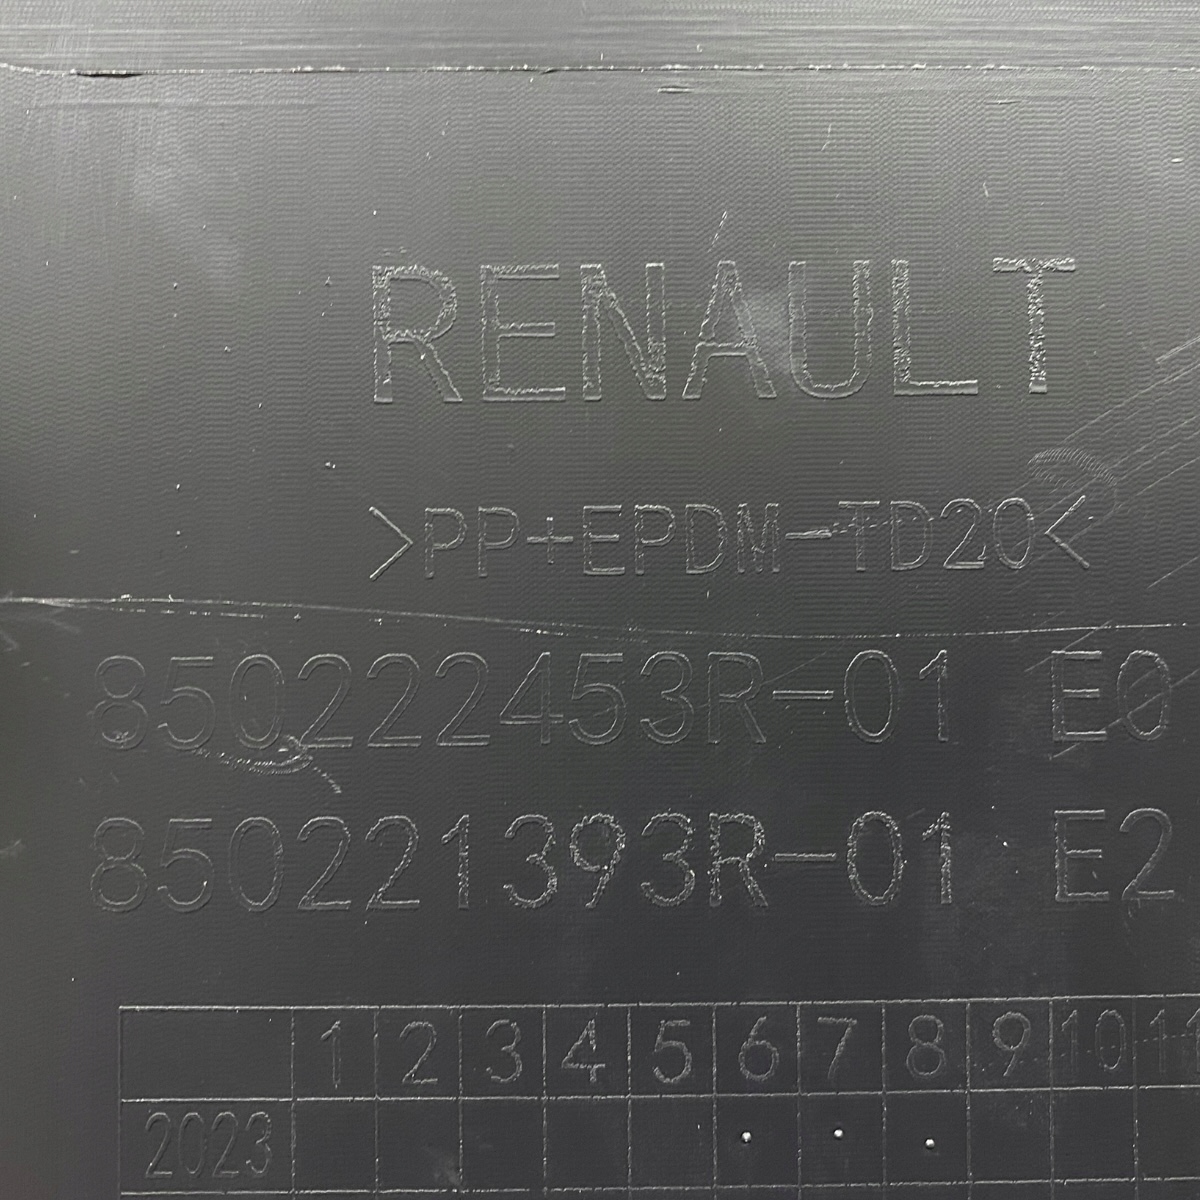 RENAULT
>PP+EPDM-TD20<
850222453R-01 E0
850221393R-01 E2
1 2 3 4 5 6 7 8 9 10 11
2023 . . .